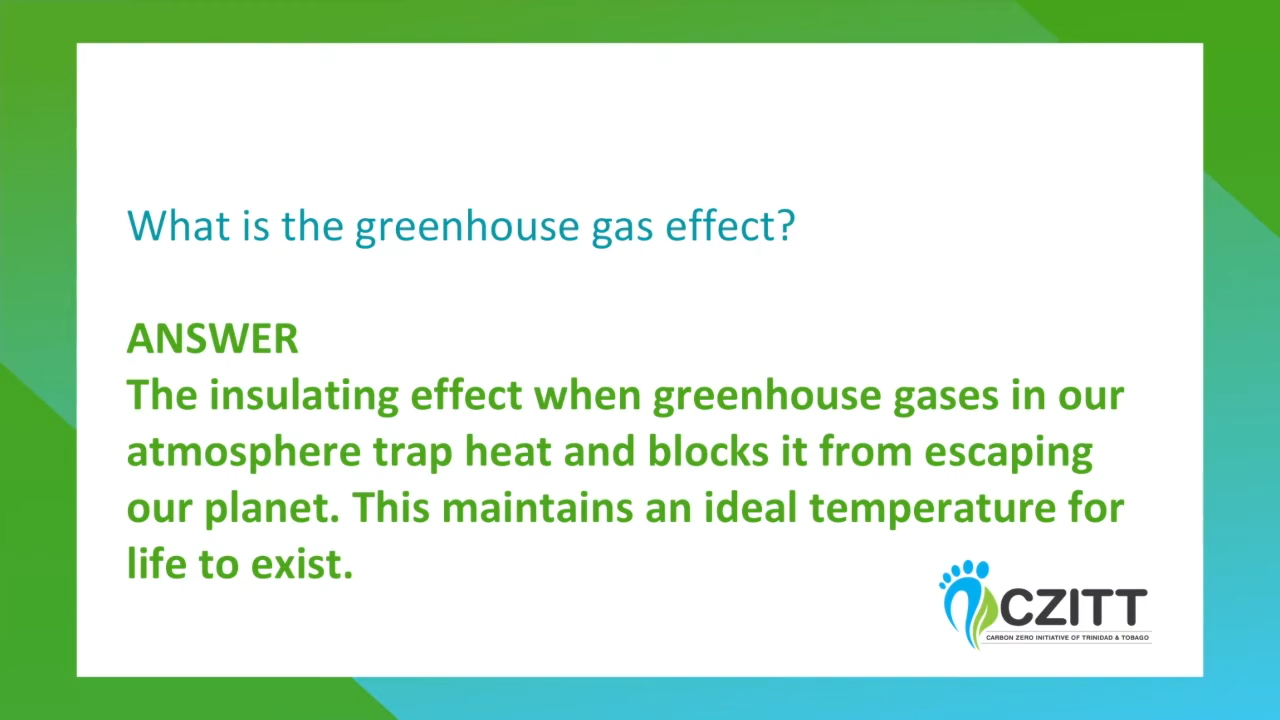 What is the greenhouse gas effect?
ANSWER
The insulating effect when greenhouse gases in our
atmosphere trap heat and blocks it from escaping
our planet. This maintains an ideal temperature for
life to exist.
CZITT
CARBON ZERO INITIATIVE OF TRINIDAD & TOBAGO